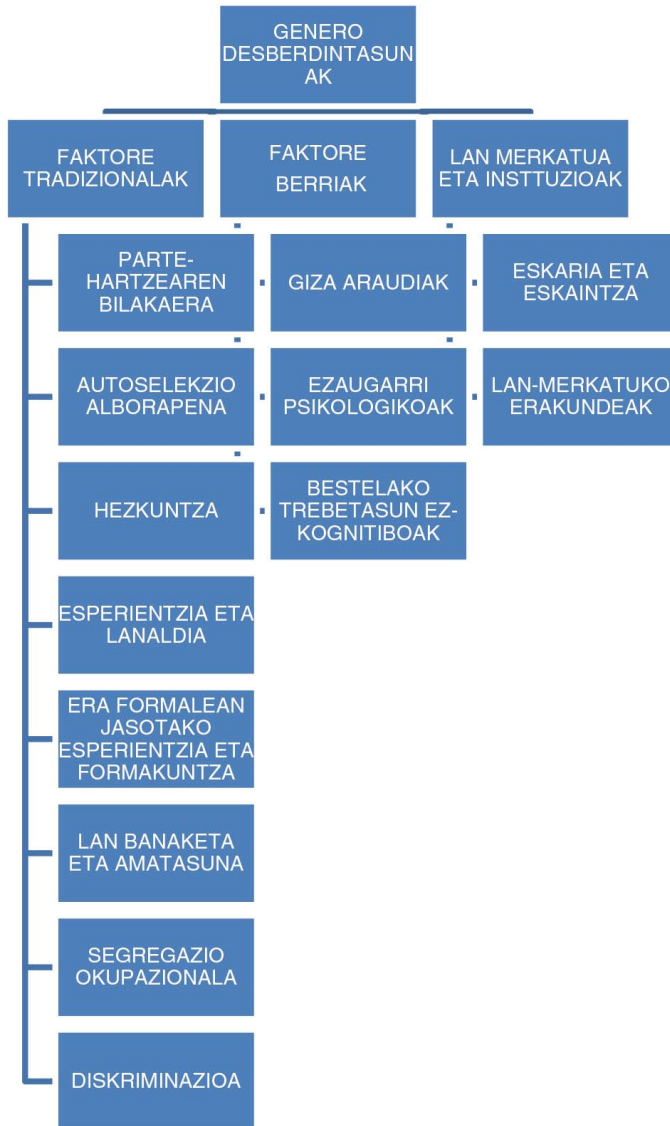 GENERO
DESBERDINTASUN
AK
FAKTORE
TRADIZIONALAK
FAKTORE
BERRIAK
LAN MERKATUA
ETA INSTTUZIOAK
PARTE-
HARTZEAREN
BILAKAERA
AUTOSELEKZIO
ALBORAPENA
HEZKUNTZA
ESPERIENTZIA ETA
LANALDIA
ERA FORMALEAN
JASOTAKO
ESPERIENTZIA ETA
FORMAKUNTZA
LAN BANAKETA
ETA AMATASUNA
SEGREGAZIO
OKUPAZIONALA
DISKRIMINAZIOA
GIZA ARAUDIAK
EZAUGARRI
PSIKOLOGIKOAK
BESTELAKO
TREBETASUN EZ-
KOGNITIBOAK
ESKARIA ETA
ESKAINTZA
LAN-MERKATUKO
ERAKUNDEAK